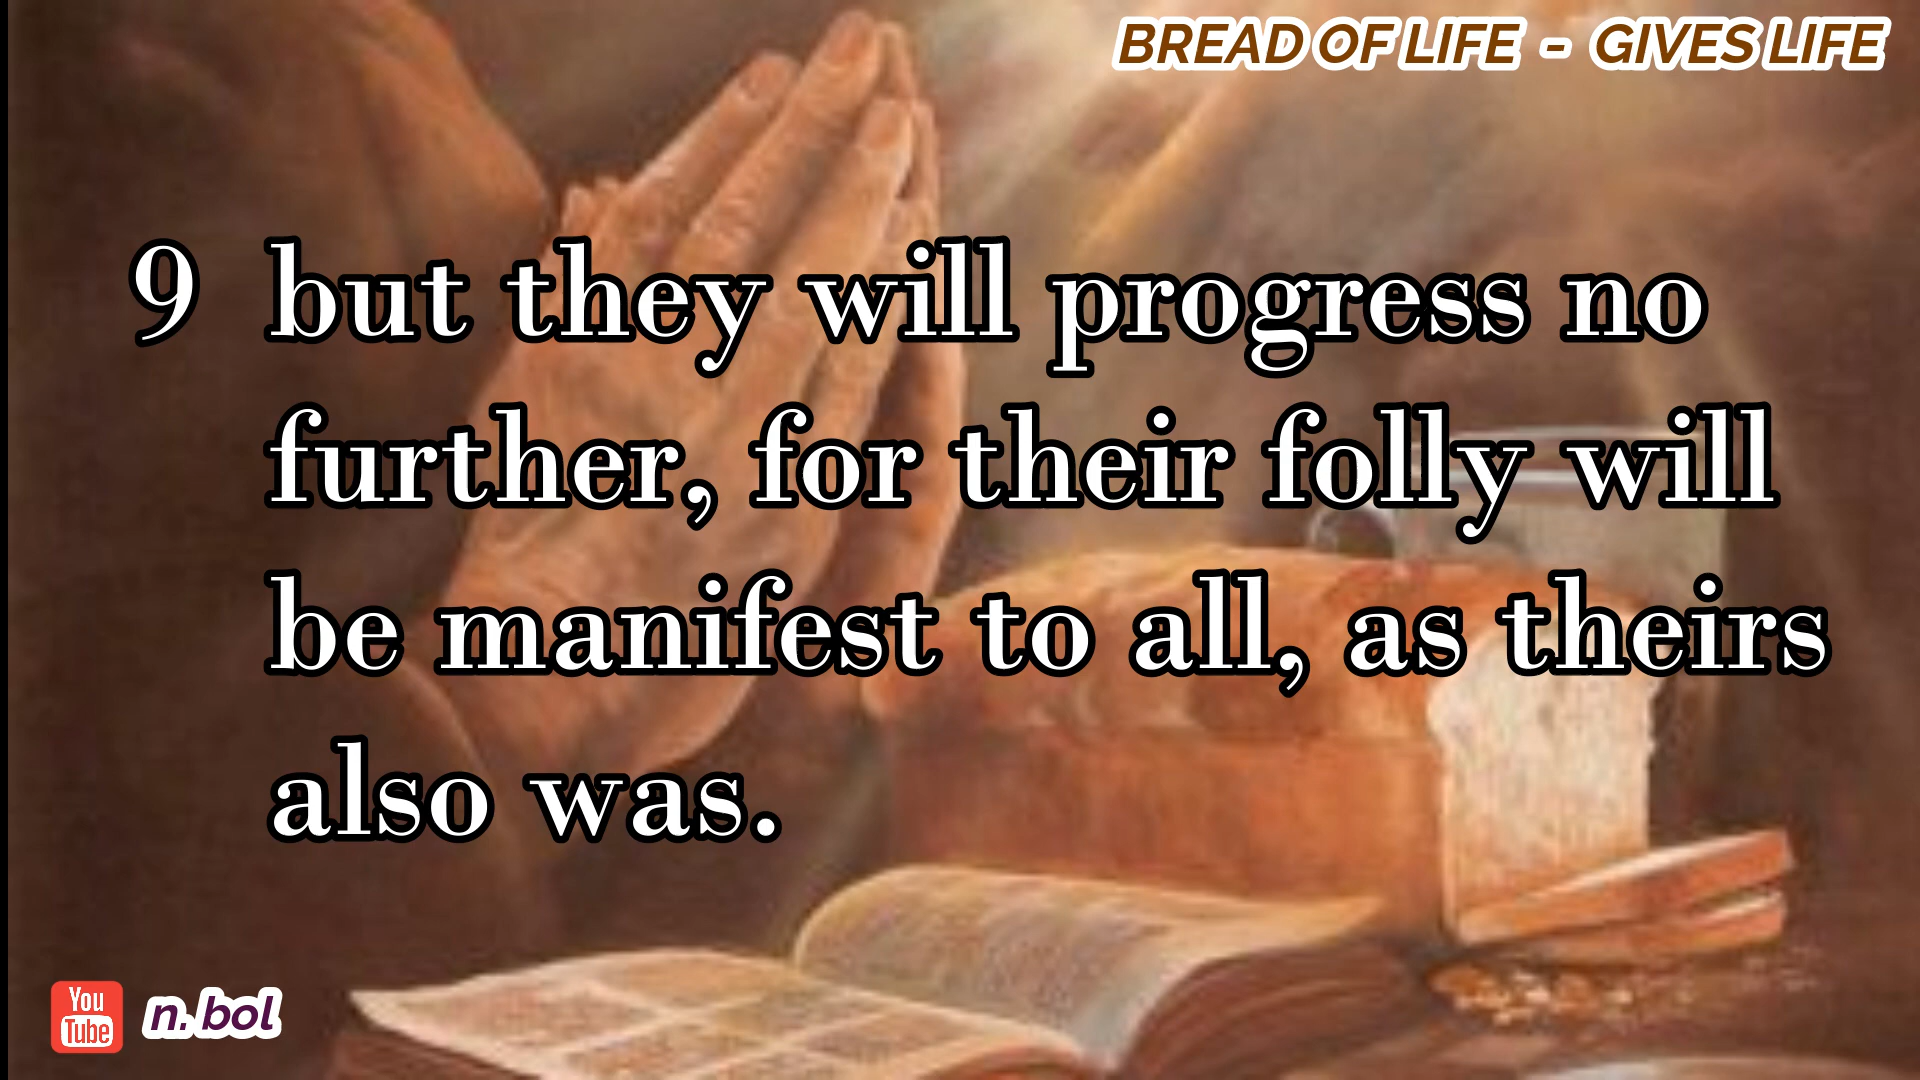 BREAD OF LIFE - GIVES LIFE
9 but they will progress no
further, for their folly will
be manifest to all, as theirs
also was.
You
Tube
n. bol